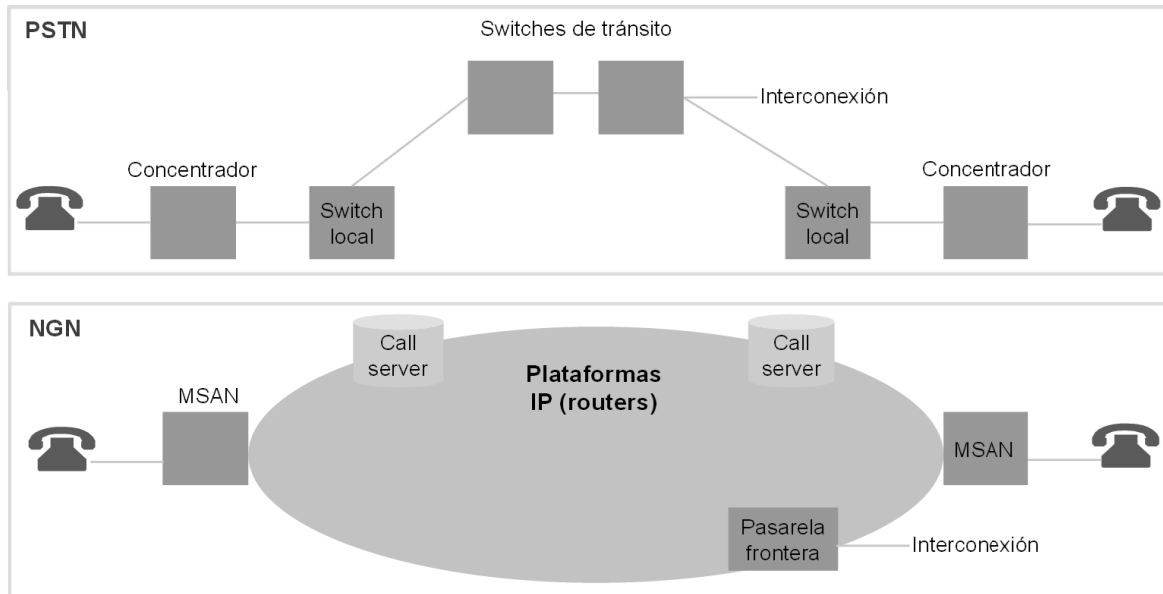 PSTN
Switches de tránsito
Interconexión
Concentrador
Concentrador
Switch
local
Switch
local
NGN
Call
server
Call
server
Plataformas
IP (routers)
MSAN
MSAN
Pasarela
frontera
Interconexión